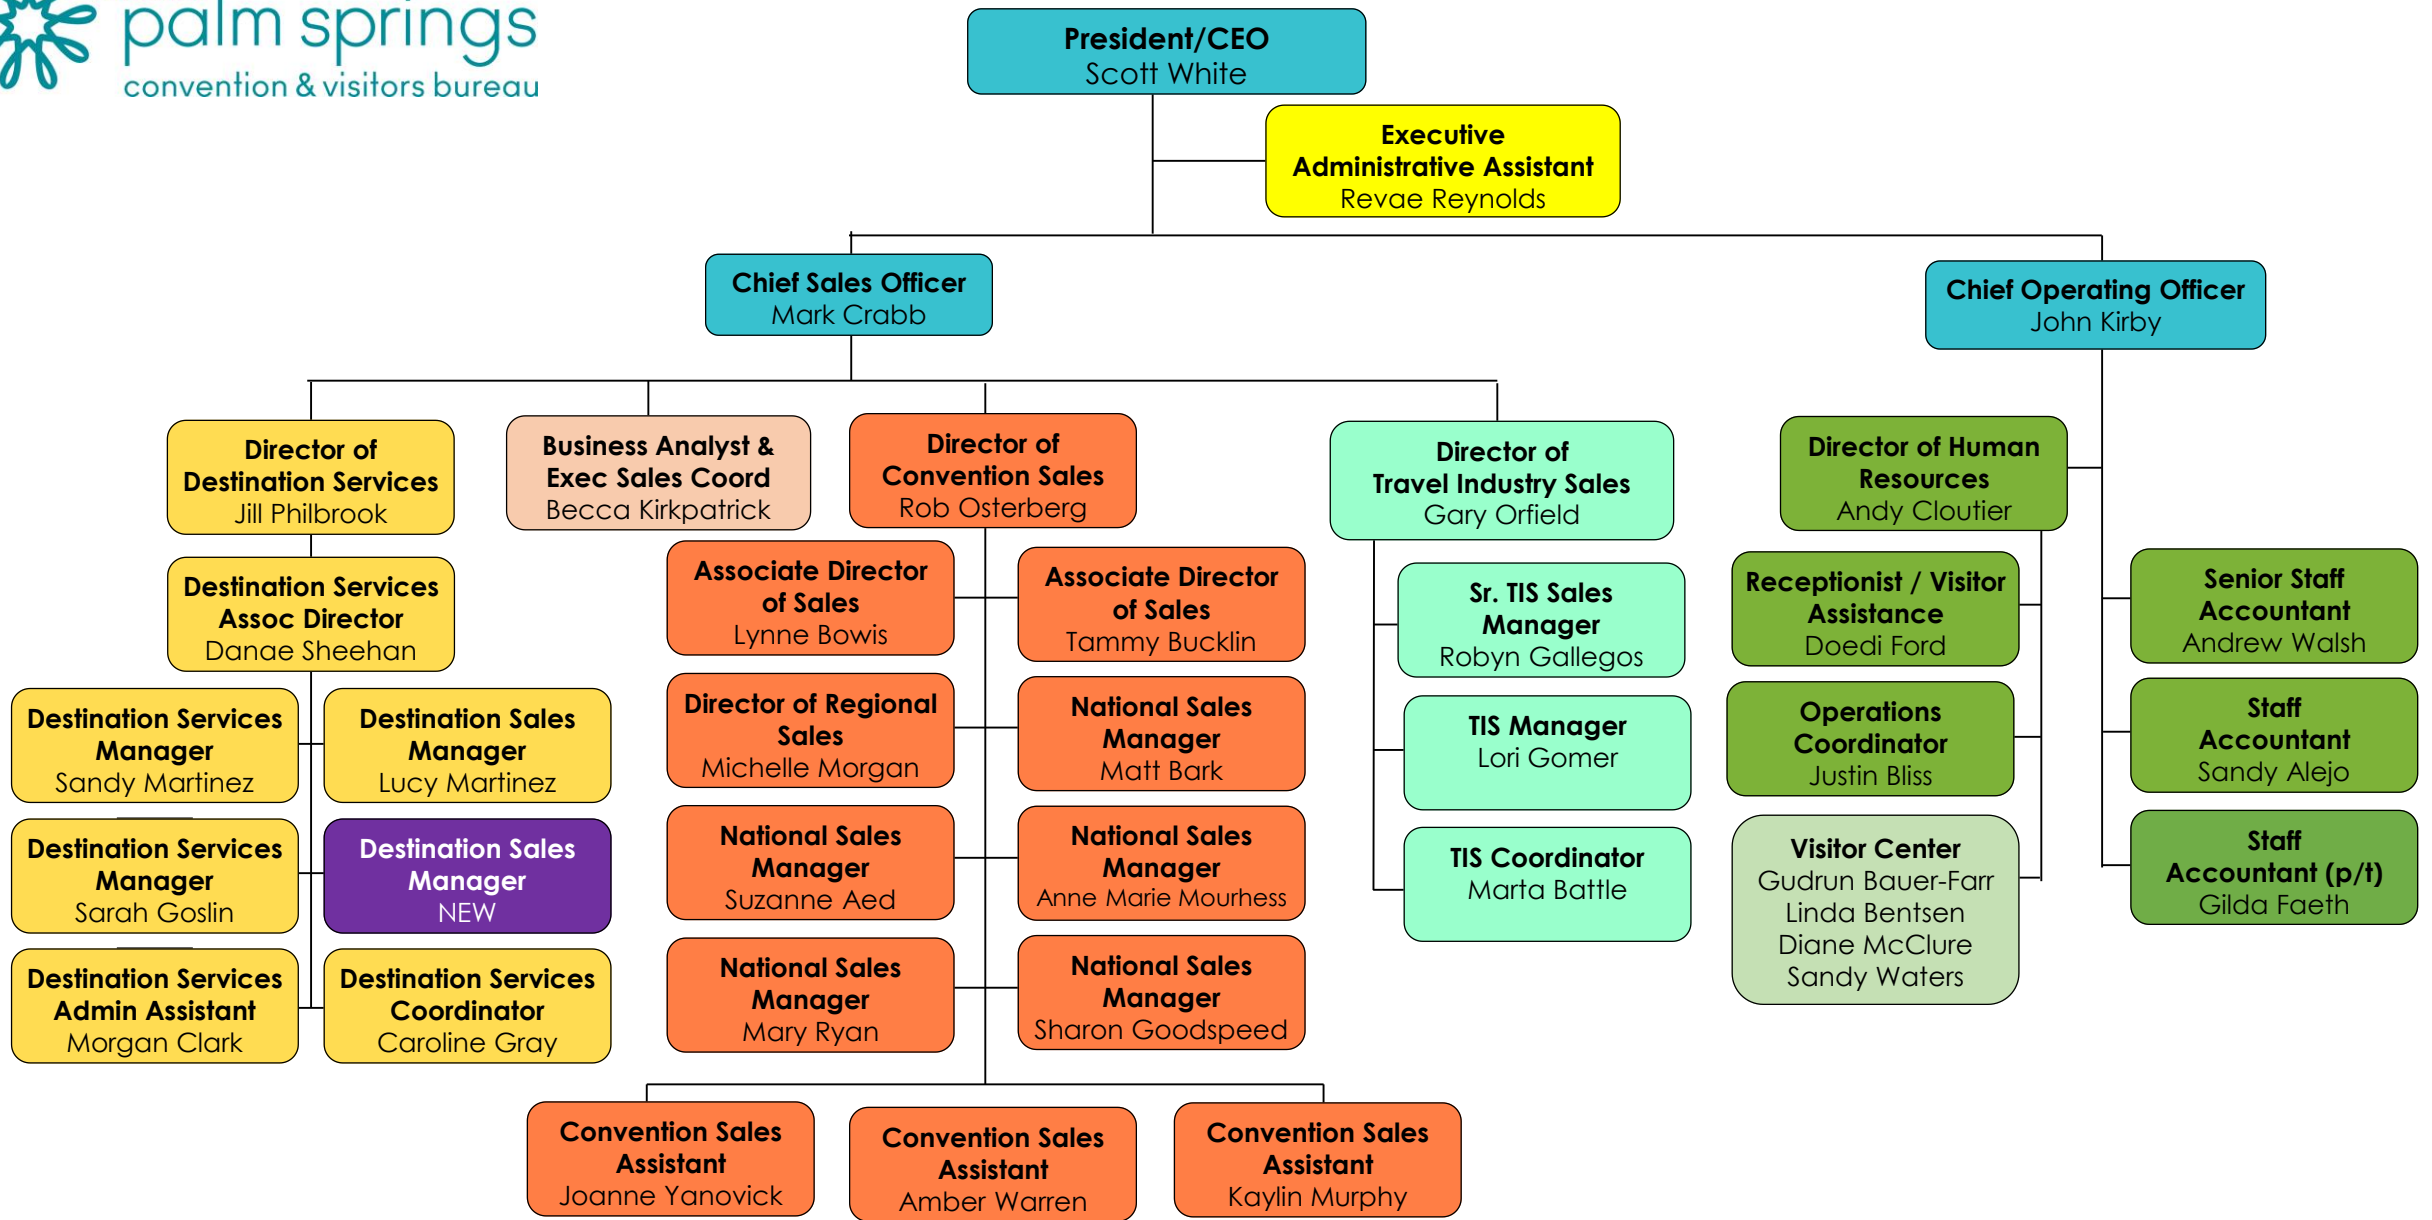 palm springs
convention & visitors bureau
President/CEO
Scott White
Executive
Administrative Assistant
Revae Reynolds
Chief Sales Officer
Mark Crabb
Chief Operating Officer
John Kirby
Director of
Destination Services
Jill Philbrook
Business Analyst &
Exec Sales Coord
Becca Kirkpatrick
Director of
Convention Sales
Rob Osterberg
Director of
Travel Industry Sales
Gary Orfield
Director of Human
Resources
Andy Cloutier
Destination Services
Assoc Director
Danae Sheehan
Associate Director
of Sales
Lynne Bowis
Associate Director
of Sales
Tammy Bucklin
Sr. TIS Sales
Manager
Robyn Gallegos
Receptionist / Visitor
Assistance
Doedi Ford
Senior Staff
Accountant
Andrew Walsh
Destination Services
Manager
Sandy Martinez
Destination Sales
Manager
Lucy Martinez
Director of Regional
Sales
Michelle Morgan
National Sales
Manager
Matt Bark
TIS Manager
Lori Gomer
Operations
Coordinator
Justin Bliss
Staff
Accountant
Sandy Alejo
Destination Services
Manager
Sarah Goslin
Destination Sales
Manager
NEW
National Sales
Manager
Suzanne Aed
National Sales
Manager
Anne Marie Mourhess
TIS Coordinator
Marta Battle
Visitor Center
Gudrun Bauer-Farr
Linda Bentsen
Diane McClure
Sandy Waters
Staff
Accountant (p/t)
Gilda Faeth
Destination Services
Admin Assistant
Morgan Clark
Destination Services
Coordinator
Caroline Gray
National Sales
Manager
Mary Ryan
National Sales
Manager
Sharon Goodspeed
Convention Sales
Assistant
Joanne Yanovick
Convention Sales
Assistant
Amber Warren
Convention Sales
Assistant
Kaylin Murphy